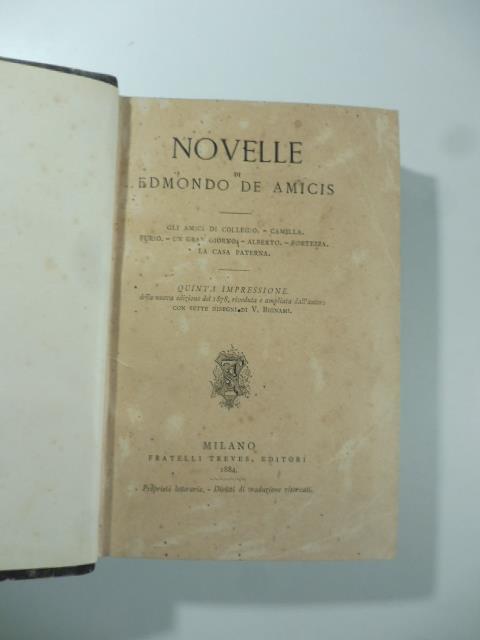 NOVELLE
DI
EDMONDO DE AMICIS
GLI AMICI DI COLLEGIO. - CAMILLA.
FURIO. - UN GRAN GIORNO. - ALBERTO. - FORTEZZA.
LA CASA PATERNA.
QUINTA IMPRESSIONE
della nuova edizione del 1878, riveduta e ampliata dall'autore
CON SETTE DISEGNI DI V. BIGNAMI.
MILANO
FRATELLI TREVES, EDITORI
1884.
Proprietà letteraria. - Diritti di traduzione riservati.